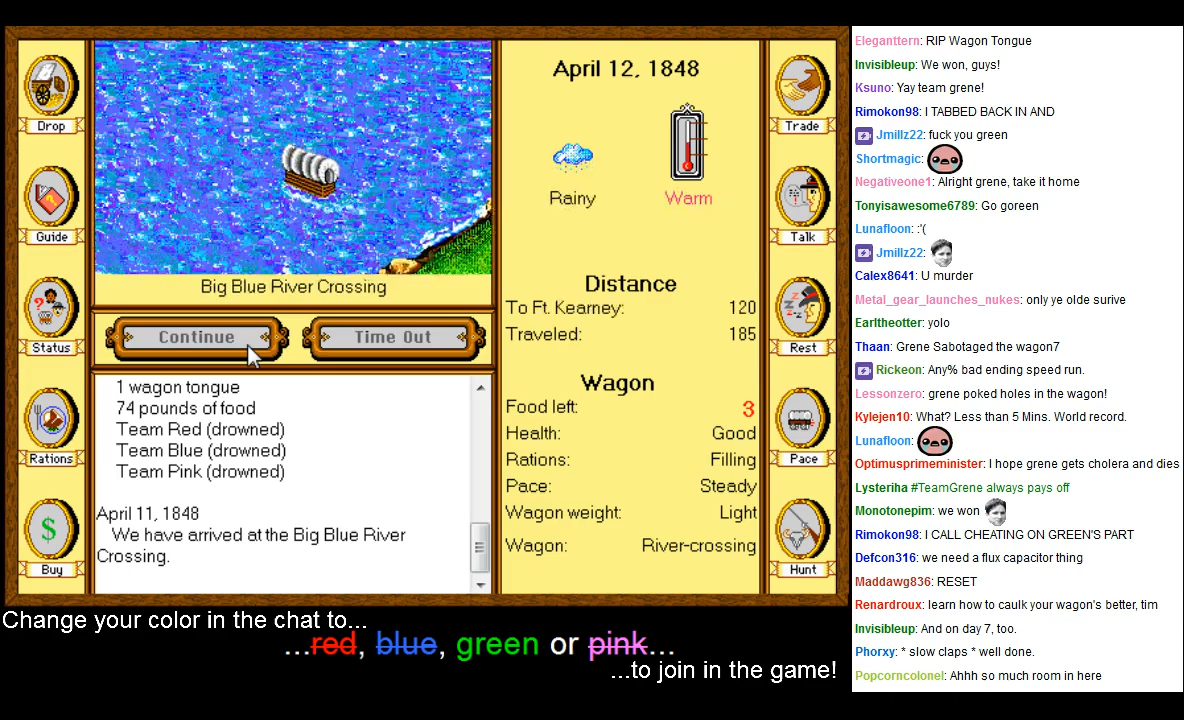 Drop
Guide
Status
Rations
Buy
Big Blue River Crossing
Continue
Time Out
1 wagon tongue
74 pounds of food
Team Red (drowned)
Team Blue (drowned)
Team Pink (drowned)
April 11, 1848
We have arrived at the Big Blue River
Crossing.
April 12, 1848
Rainy
Warm
Distance
To Ft. Kearney: 120
Traveled: 185
Wagon
Food left: 3
Health: Good
Rations: Filling
Pace: Steady
Wagon weight: Light
Wagon: River-crossing
Trade
Talk
Rest
Pace
Hunt
Change your color in the chat to...
...red, blue, green or pink...
...to join in the game!
Eleganttern: RIP Wagon Tongue
Invisibleup: We won, guys!
Ksuno: Yay team grene!
Rimokon98: I TABBED BACK IN AND
Jmillz22: fuck you green
Shortmagic:
Negativeone1: Alright grene, take it home
Tonyisawesome6789: Go goreen
Lunafloon: :'(
Jmillz22:
Calex8641: U murder
Metal_gear_launches_nukes: only ye olde surive
Earltheotter: yolo
Thaan: Grene Sabotaged the wagon7
Rickeon: Any% bad ending speed run.
Lessonzero: grene poked holes in the wagon!
Kylejen10: What? Less than 5 Mins. World record.
Lunafloon:
Optimusprimeminister: I hope grene gets cholera and dies
Lysteriha #TeamGrene always pays off
Monotonepim: we won
Rimokon98: I CALL CHEATING ON GREEN'S PART
Defcon316: we need a flux capacitor thing
Maddawg836: RESET
Renardroux: learn how to caulk your wagon's better, tim
Invisibleup: And on day 7, too.
Phorxy: * slow claps * well done.
Popcorncolonel: Ahhh so much room in here